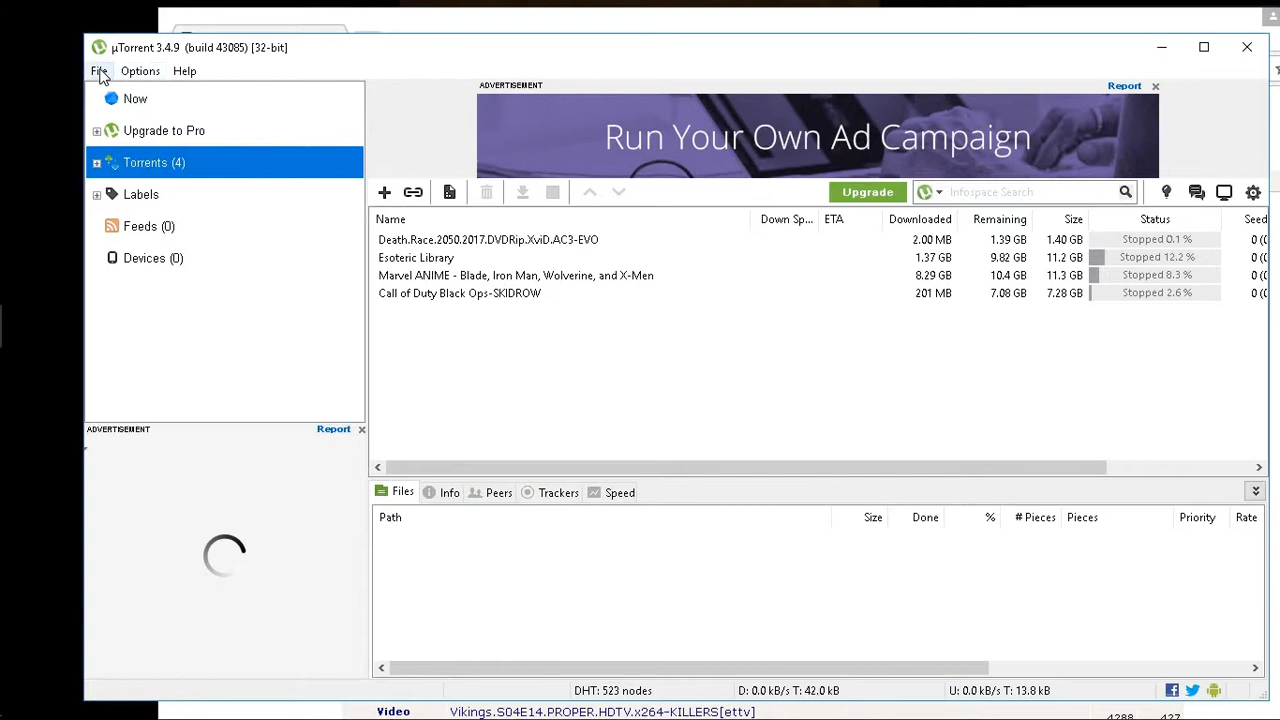 µTorrent 3.4.9 (build 43085) [32-bit]
File Options Help
Now
Upgrade to Pro
Torrents (4)
Labels
Feeds (0)
Devices (0)
ADVERTISEMENT Report
ADVERTISEMENT Report
Run Your Own Ad Campaign
Upgrade Infospace Search
Name Down Sp... ETA Downloaded Remaining Size Status Seed
Death.Race.2050.2017.DVDRip.XviD.AC3-EVO 2.00 MB 1.39 GB 1.40 GB Stopped 0.1 % 0 (
Esoteric Library 1.37 GB 9.82 GB 11.2 GB Stopped 12.2 % 0 (
Marvel ANIME - Blade, Iron Man, Wolverine, and X-Men 8.29 GB 10.4 GB 11.3 GB Stopped 8.3 % 0 (
Call of Duty Black Ops-SKIDROW 201 MB 7.08 GB 7.28 GB Stopped 2.6 % 0 (
Files Info Peers Trackers Speed
Path Size Done % # Pieces Pieces Priority Rate
DHT: 523 nodes D: 0.0 kB/s T: 42.0 kB U: 0.0 kB/s T: 13.8 kB
Video Vikings.S04E14.PROPER.HDTV.x264-KILLERS[ettv] 4288 427